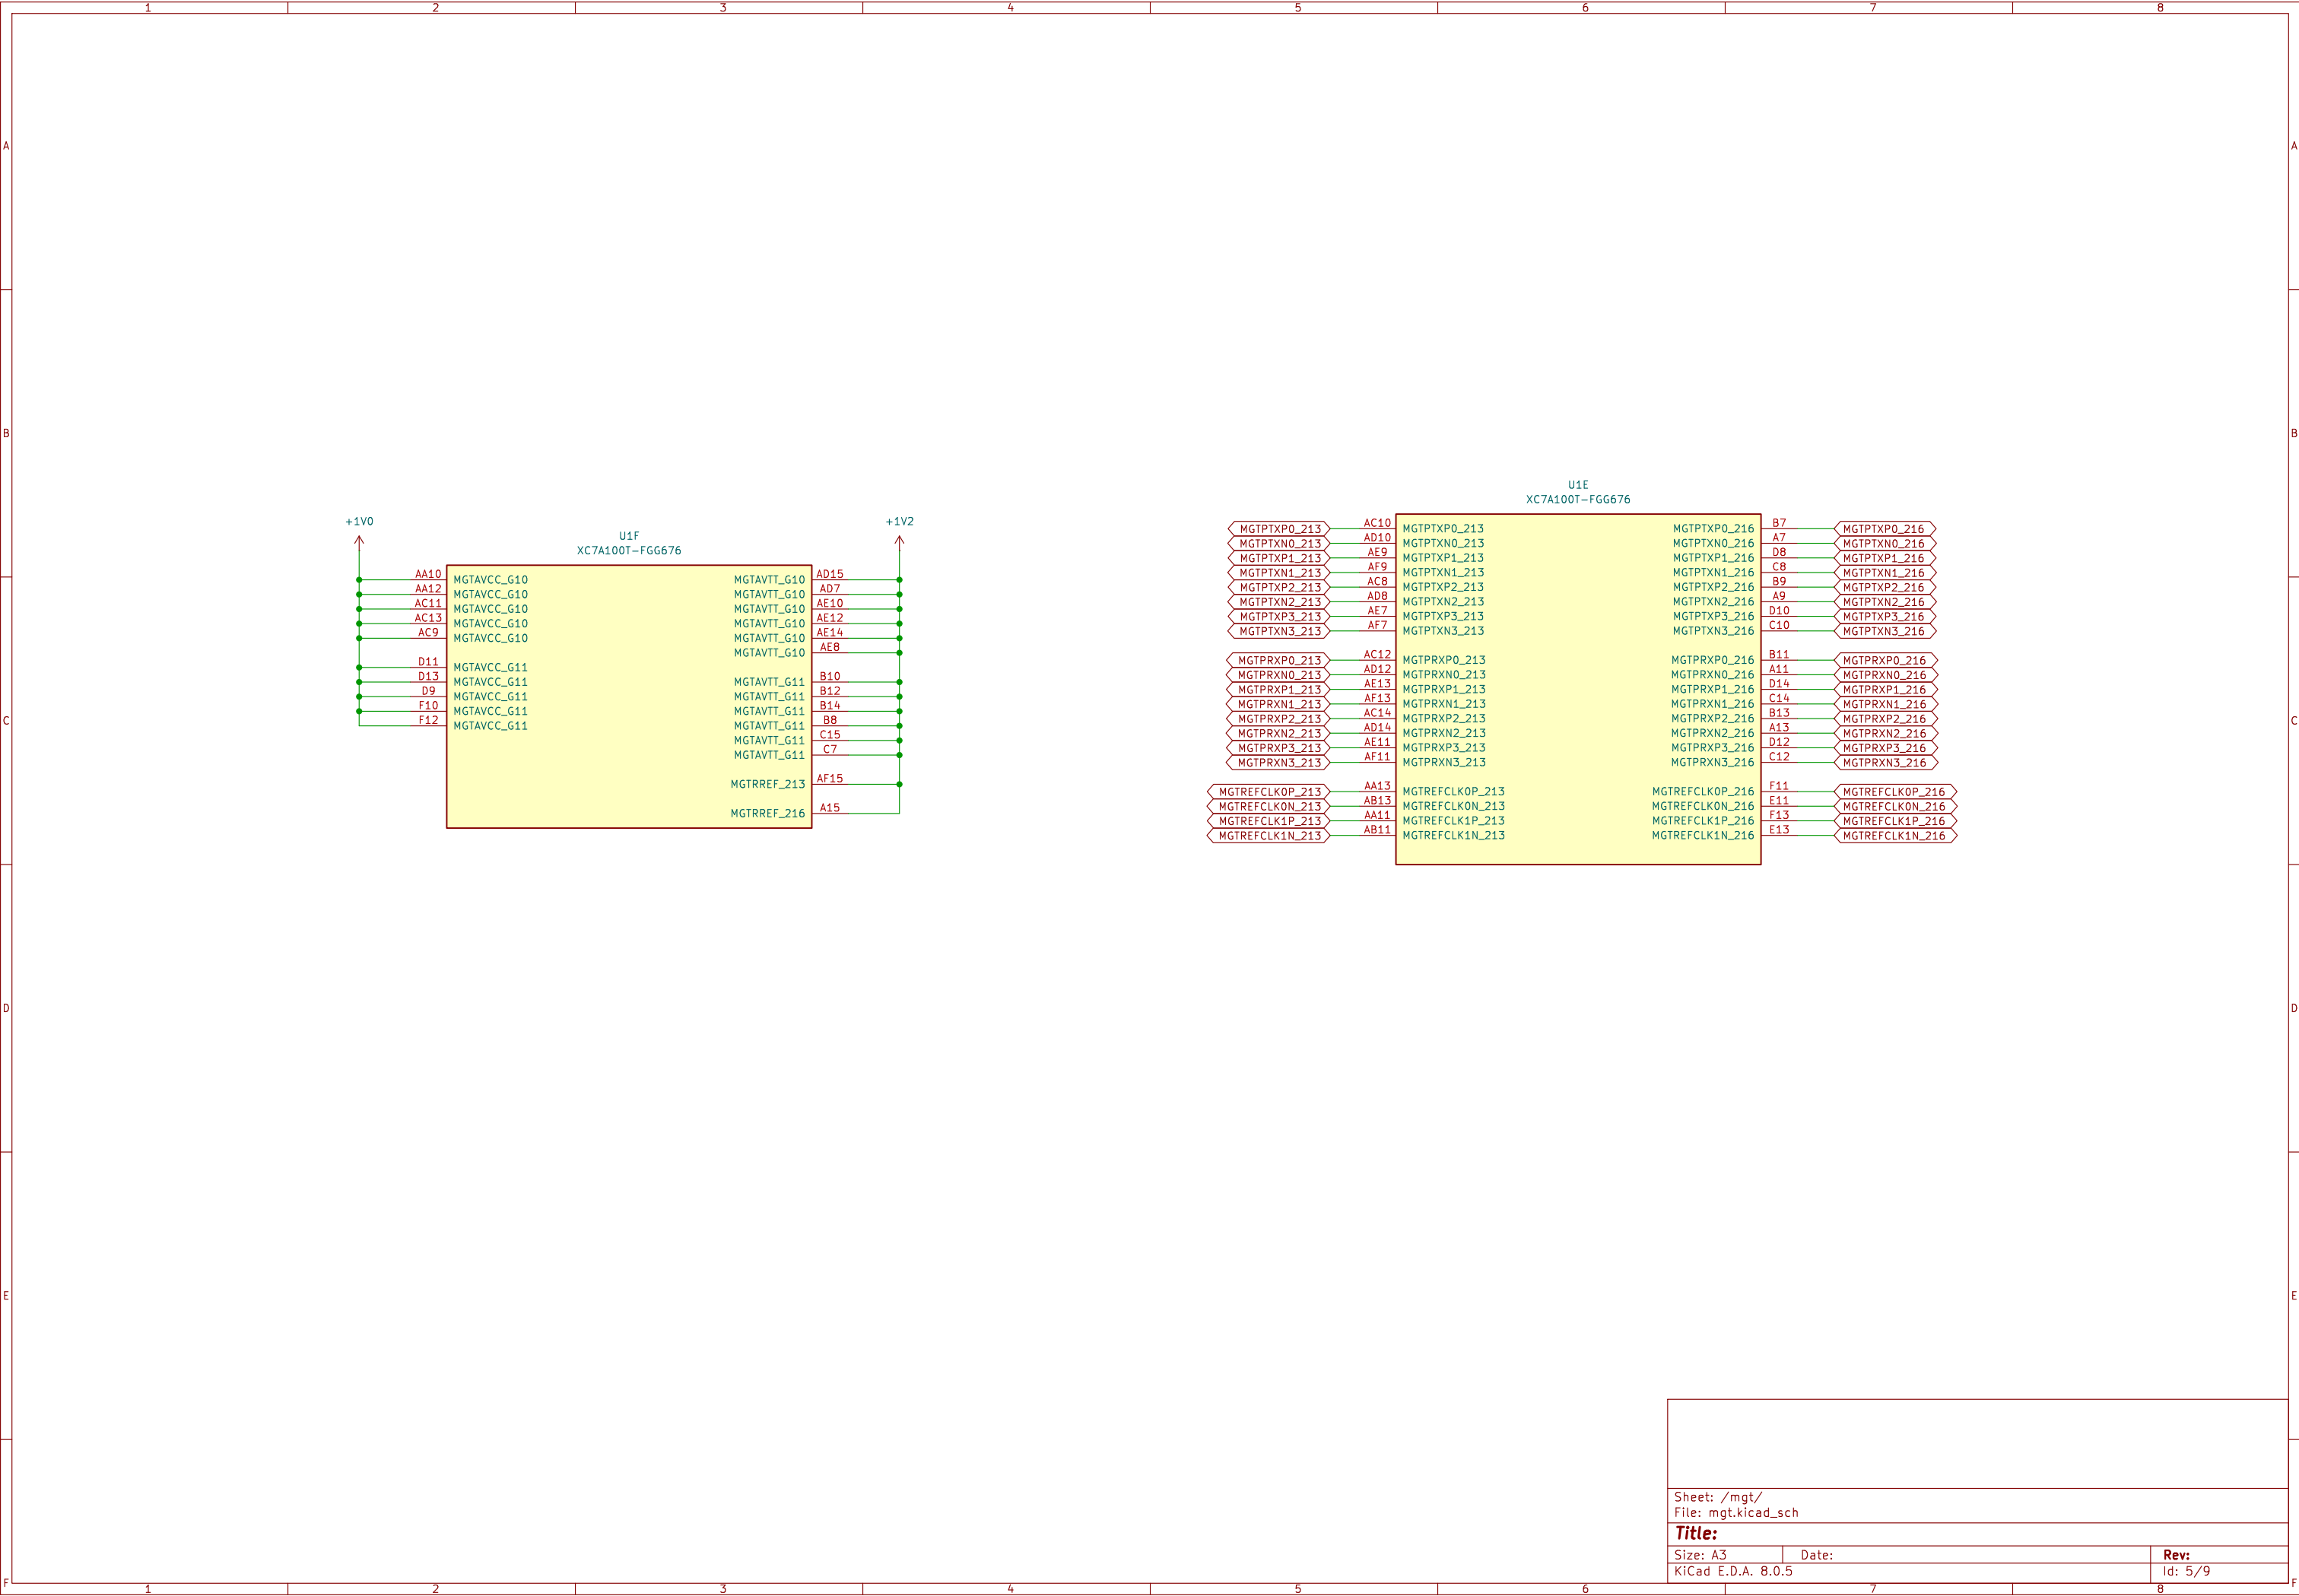 1 2 3 4 5 6 7 8
A A
B B
C C
D D
E E
F F
+1V0
+1V2
U1F
XC7A100T-FGG676
AA10 MGTAVCC_G10 MGTAVTT_G10 AD15
AA12 MGTAVCC_G10 MGTAVTT_G10 AD7
AC11 MGTAVCC_G10 MGTAVTT_G10 AE10
AC13 MGTAVCC_G10 MGTAVTT_G10 AE12
AC9 MGTAVCC_G10 MGTAVTT_G10 AE14
MGTAVTT_G10 AE8
D11 MGTAVCC_G11
D13 MGTAVCC_G11 MGTAVTT_G11 B10
D9 MGTAVCC_G11 MGTAVTT_G11 B12
F10 MGTAVCC_G11 MGTAVTT_G11 B14
F12 MGTAVCC_G11 MGTAVTT_G11 B8
MGTAVTT_G11 C15
MGTAVTT_G11 C7
MGTRREF_213 AF15
MGTRREF_216 A15
U1E
XC7A100T-FGG676
MGTPTXP0_213 AC10 MGTPTXP0_213 MGTPTXP0_216 B7 MGTPTXP0_216
MGTPTXN0_213 AD10 MGTPTXN0_213 MGTPTXN0_216 A7 MGTPTXN0_216
MGTPTXP1_213 AE9 MGTPTXP1_213 MGTPTXP1_216 D8 MGTPTXP1_216
MGTPTXN1_213 AF9 MGTPTXN1_213 MGTPTXN1_216 C8 MGTPTXN1_216
MGTPTXP2_213 AC8 MGTPTXP2_213 MGTPTXP2_216 B9 MGTPTXP2_216
MGTPTXN2_213 AD8 MGTPTXN2_213 MGTPTXN2_216 A9 MGTPTXN2_216
MGTPTXP3_213 AE7 MGTPTXP3_213 MGTPTXP3_216 D10 MGTPTXP3_216
MGTPTXN3_213 AF7 MGTPTXN3_213 MGTPTXN3_216 C10 MGTPTXN3_216
MGTPRXP0_213 AC12 MGTPRXP0_213 MGTPRXP0_216 B11 MGTPRXP0_216
MGTPRXN0_213 AD12 MGTPRXN0_213 MGTPRXN0_216 A11 MGTPRXN0_216
MGTPRXP1_213 AE13 MGTPRXP1_213 MGTPRXP1_216 D14 MGTPRXP1_216
MGTPRXN1_213 AF13 MGTPRXN1_213 MGTPRXN1_216 C14 MGTPRXN1_216
MGTPRXP2_213 AC14 MGTPRXP2_213 MGTPRXP2_216 B13 MGTPRXP2_216
MGTPRXN2_213 AD14 MGTPRXN2_213 MGTPRXN2_216 A13 MGTPRXN2_216
MGTPRXP3_213 AE11 MGTPRXP3_213 MGTPRXP3_216 D12 MGTPRXP3_216
MGTPRXN3_213 AF11 MGTPRXN3_213 MGTPRXN3_216 C12 MGTPRXN3_216
MGTREFCLK0P_213 AA13 MGTREFCLK0P_213 MGTREFCLK0P_216 F11 MGTREFCLK0P_216
MGTREFCLK0N_213 AB13 MGTREFCLK0N_213 MGTREFCLK0N_216 E11 MGTREFCLK0N_216
MGTREFCLK1P_213 AA11 MGTREFCLK1P_213 MGTREFCLK1P_216 F13 MGTREFCLK1P_216
MGTREFCLK1N_213 AB11 MGTREFCLK1N_213 MGTREFCLK1N_216 E13 MGTREFCLK1N_216
Sheet: /mgt/
File: mgt.kicad_sch
Title:
Size: A3 Date: Rev:
KiCad E.D.A. 8.0.5 Id: 5/9
1 2 3 4 5 6 7 8